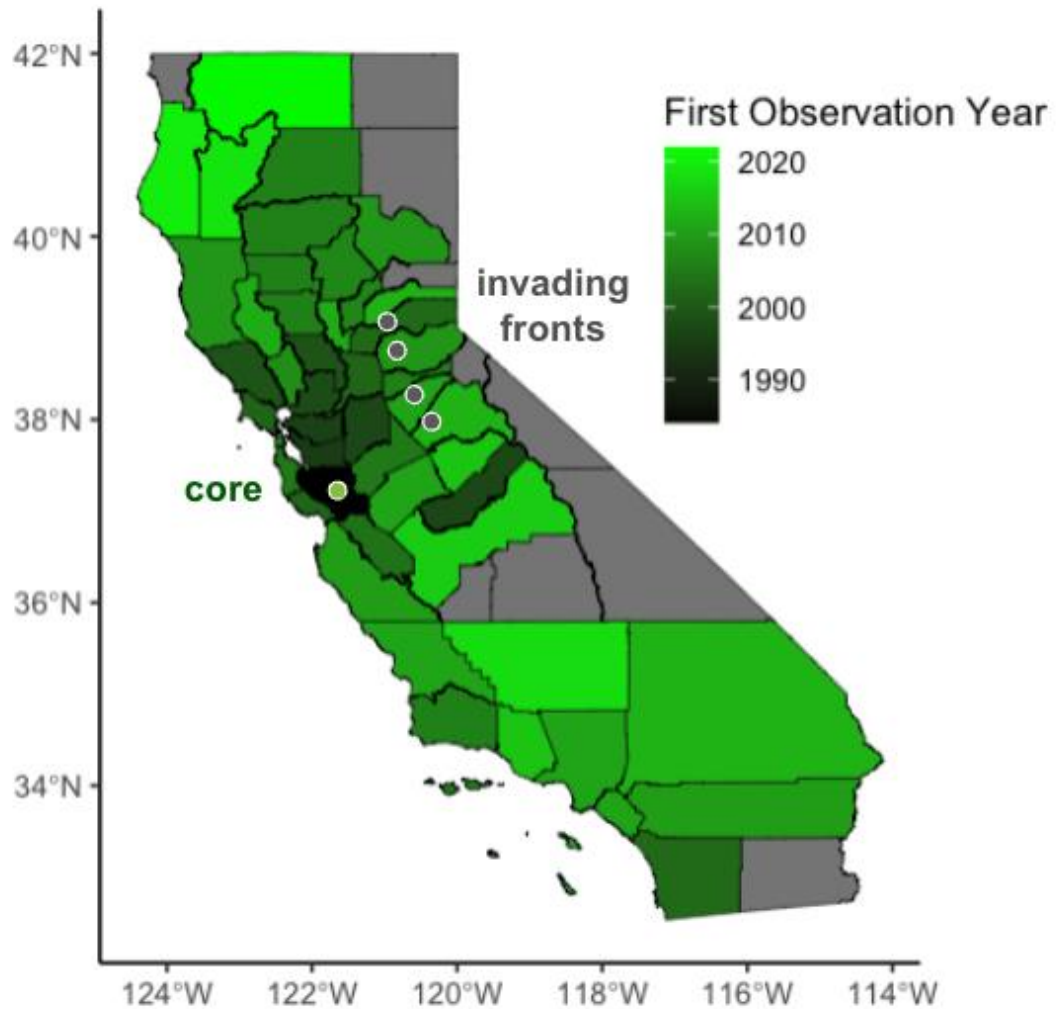 42°N
40°N
38°N
36°N
34°N
First Observation Year
2020
2010
2000
1990
invading
fronts
core
124°W 122°W 120°W 118°W 116°W 114°W